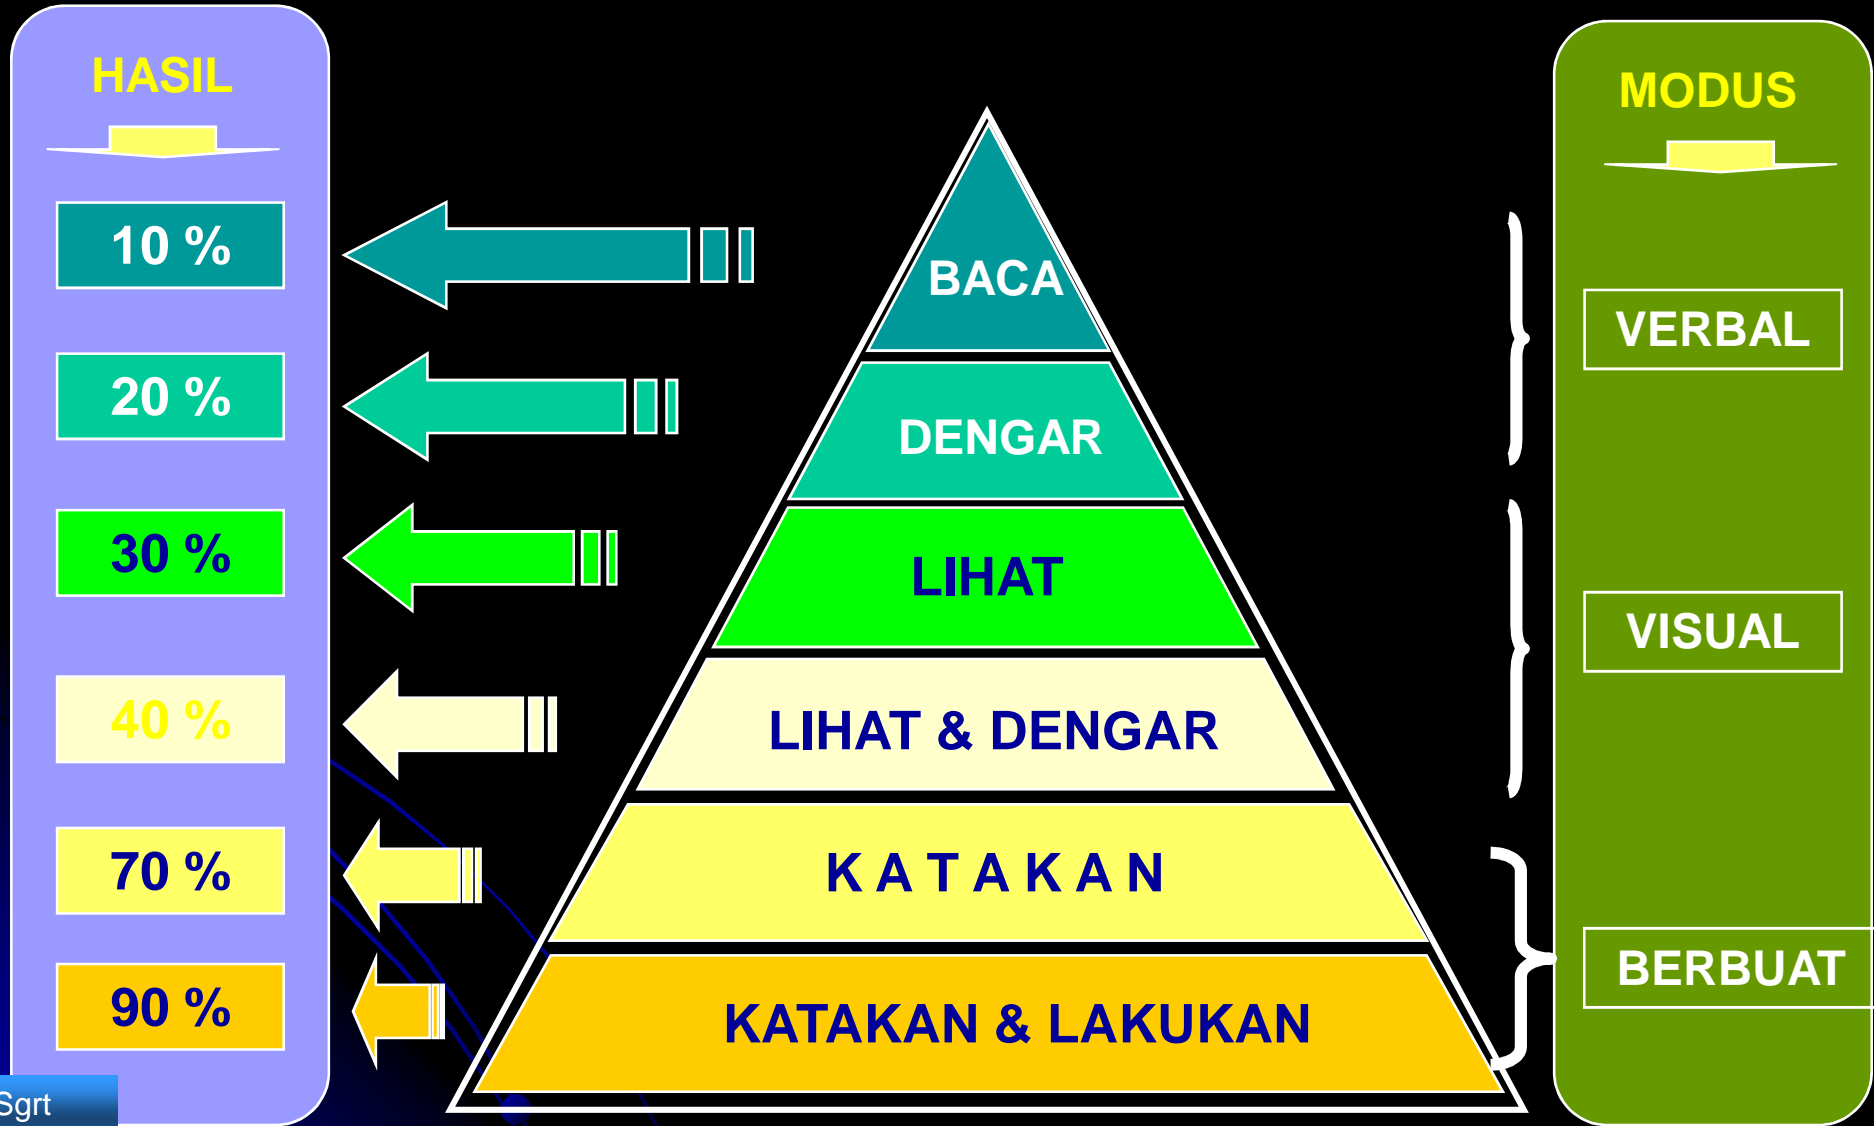 HASIL
10 %
20 %
30 %
40 %
70 %
90 %
BACA
DENGAR
LIHAT
LIHAT & DENGAR
K A T A K A N
KATAKAN & LAKUKAN
MODUS
VERBAL
VISUAL
BERBUAT
Sgrt